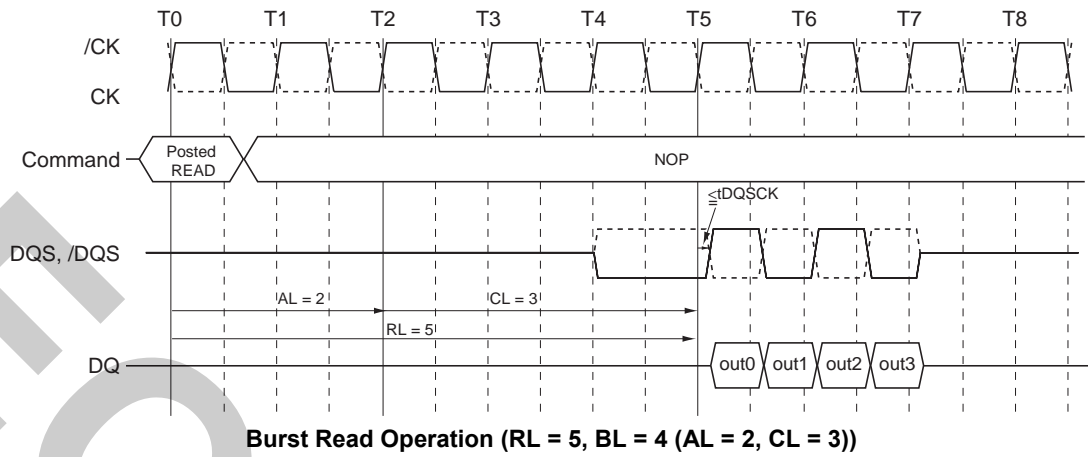 T0 T1 T2 T3 T4 T5 T6 T7 T8
/CK
CK
Command
Posted
READ
NOP
≤tDQSCK
DQS, /DQS
AL = 2
CL = 3
RL = 5
DQ
out0 out1 out2 out3
Burst Read Operation (RL = 5, BL = 4 (AL = 2, CL = 3))